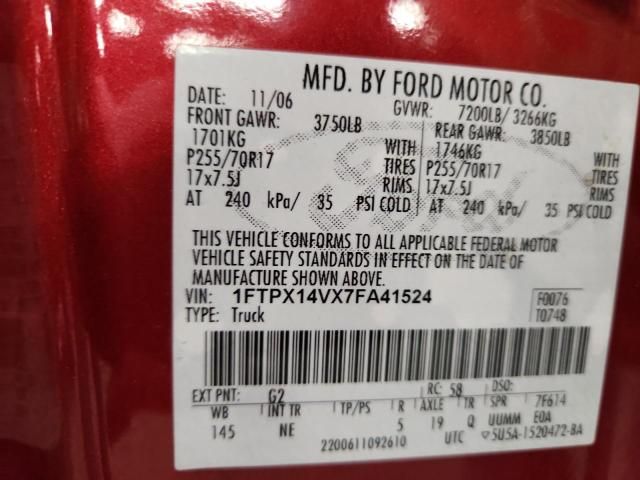 MFD. BY FORD MOTOR CO.
DATE: 11/06 GVWR: 7200LB/ 3266KG
FRONT GAWR: 3750LB REAR GAWR: 3850LB
1701KG WITH 1746KG WITH
P255/70R17 TIRES P255/70R17 TIRES
17x7.5J RIMS 17x7.5J RIMS
AT 240 kPa/ 35 PSI COLD AT 240 kPa/ 35 PSI COLD
THIS VEHICLE CONFORMS TO ALL APPLICABLE FEDERAL MOTOR
VEHICLE SAFETY STANDARDS IN EFFECT ON THE DATE OF
MANUFACTURE SHOWN ABOVE.
VIN: 1FTPX14VX7FA41524 F0076
TYPE: Truck T0748
EXT PNT: G2 RC: 58 DSO:
WB INT TR TP/PS R AXLE TR SPR 7F614
145 NE 5 19 Q UUMM E0A
2200611092610 UTC ▽5U5A-1520472-BA